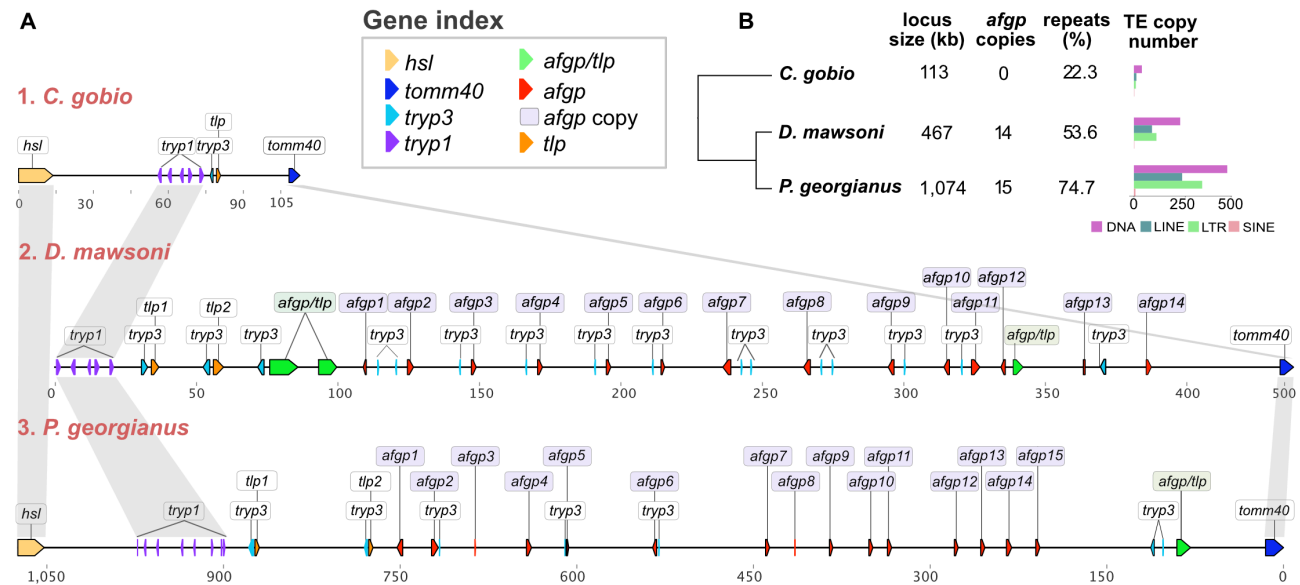 A
Gene index
hsl
tomm40
tryp3
tryp1
afgp/tlp
afgp
afgp copy
tlp
B
locus size (kb)
afgp copies
repeats (%)
TE copy number
C. gobio 113 0 22.3
D. mawsoni 467 14 53.6
P. georgianus 1,074 15 74.7
0 250 500
DNA LINE LTR SINE
1. C. gobio
tlp
hsl tryp1 tryp3 tomm40
0 30 60 90 105
2. D. mawsoni
afgp10 afgp12
tlp1 tlp2 afgp/tlp afgp1 afgp2 afgp3 afgp4 afgp5 afgp6 afgp7 afgp8 afgp9 afgp11 afgp13 afgp14
tryp1 tryp3 tryp3 tryp3 tryp3 tryp3 tryp3 tryp3 tryp3 tryp3 tryp3 tryp3 tryp3 afgp/tlp tryp3 tomm40
0 50 100 150 200 250 300 350 400 500
3. P. georgianus
afgp1 afgp3 afgp5 afgp7 afgp9 afgp11 afgp13 afgp15
tlp1 tlp2 afgp2 afgp4 afgp6 afgp8 afgp10 afgp12 afgp14 afgp/tlp
hsl tryp1 tryp3 tryp3 tryp3 tryp3 tryp3 tryp3 tomm40
1,050 900 750 600 450 300 150 0